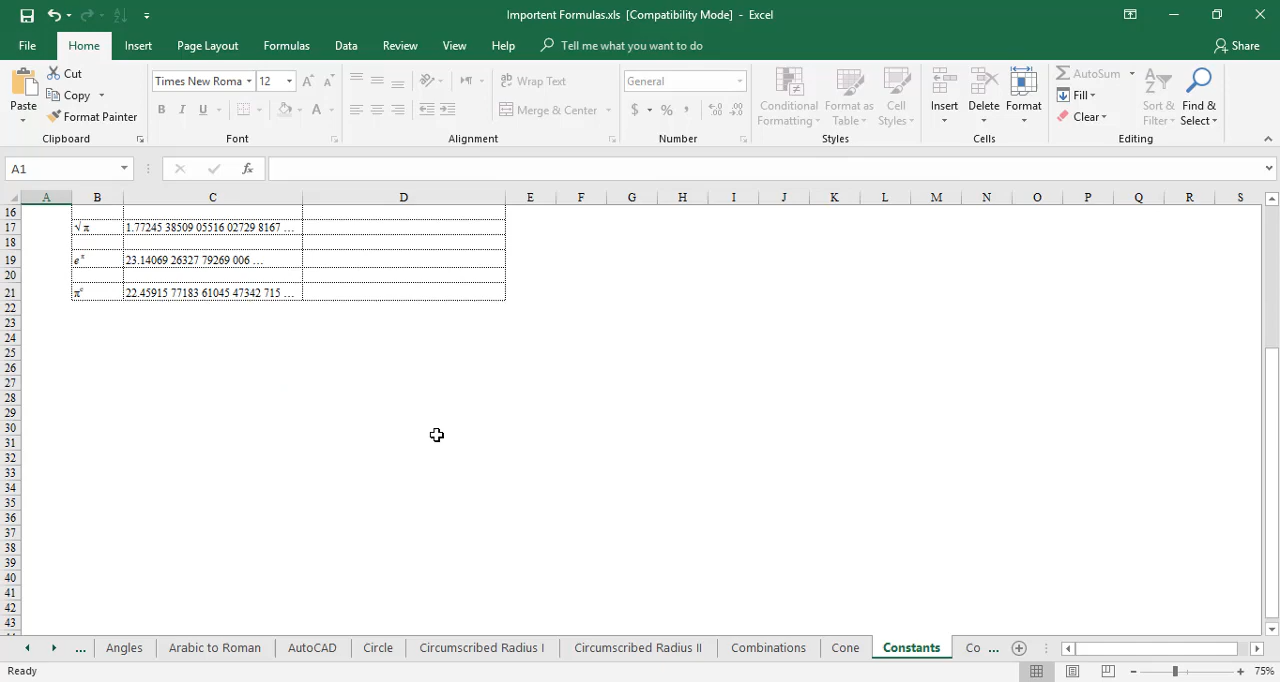 Importent Formulas.xls  [Compatibility Mode]  -  Excel
File Home Insert Page Layout Formulas Data Review View Help Tell me what you want to do Share
Paste Cut Copy Format Painter
Times New Roma 12
B I U A
Wrap Text
Merge & Center
General
$ % ,
Conditional Formatting
Format as Table
Cell Styles
Insert Delete Format
AutoSum
Fill
Clear
Sort & Filter
Find & Select
Clipboard Font Alignment Number Styles Cells Editing
A1 fx
A B C D E F G H I J K L M N O P Q R S
16
17 √ π 1.77245 38509 05516 02729 8167 …
18
19 e^π 23.14069 26327 79269 006 …
20
21 π^e 22.45915 77183 61045 47342 715 …
22
23
24
25
26
27
28
29
30
31
32
33
34
35
36
37
38
39
40
41
42
43
... Angles Arabic to Roman AutoCAD Circle Circumscribed Radius I Circumscribed Radius II Combinations Cone Constants Co ...
Ready 75%